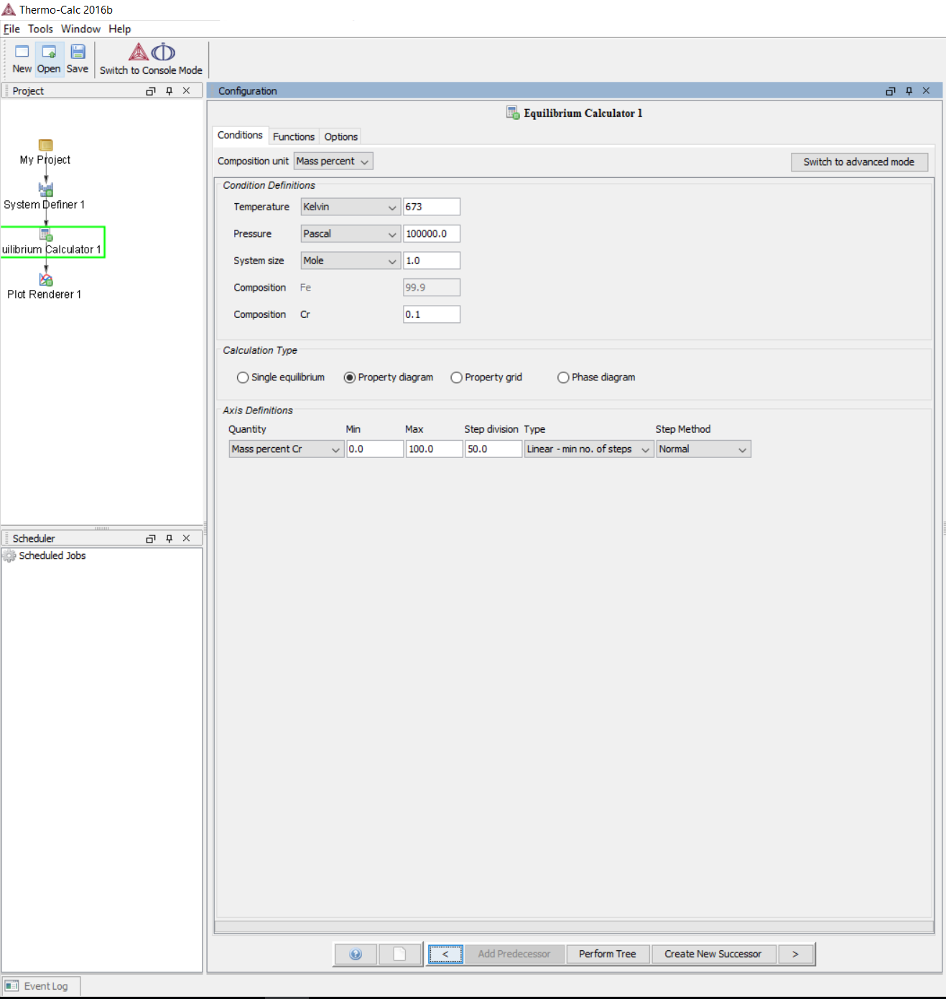 Thermo-Calc 2016b
File Tools Window Help
New Open Save Switch to Console Mode
Project
My Project
System Definer 1
uilibrium Calculator 1
Plot Renderer 1
Scheduler
Scheduled Jobs
Configuration
Equilibrium Calculator 1
Conditions Functions Options
Composition unit Mass percent Switch to advanced mode
Condition Definitions
Temperature Kelvin 673
Pressure Pascal 100000.0
System size Mole 1.0
Composition Fe 99.9
Composition Cr 0.1
Calculation Type
Single equilibrium Property diagram Property grid Phase diagram
Axis Definitions
Quantity Min Max Step division Type Step Method
Mass percent Cr 0.0 100.0 50.0 Linear - min no. of steps Normal
< Add Predecessor Perform Tree Create New Successor >
Event Log